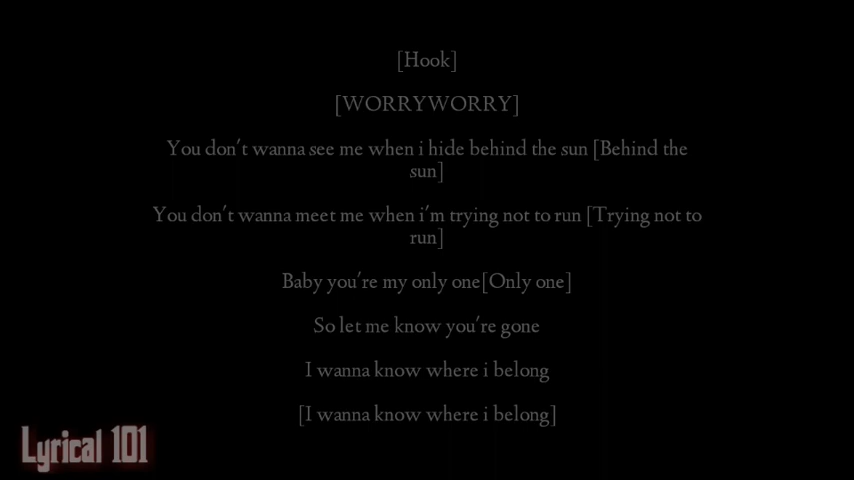 [Hook]
[WORRYWORRY]
You don't wanna see me when i hide behind the sun [Behind the
sun]
You don't wanna meet me when i'm trying not to run [Trying not to
run]
Baby you're my only one[Only one]
So let me know you're gone
I wanna know where i belong
[I wanna know where i belong]
Lyrical 101